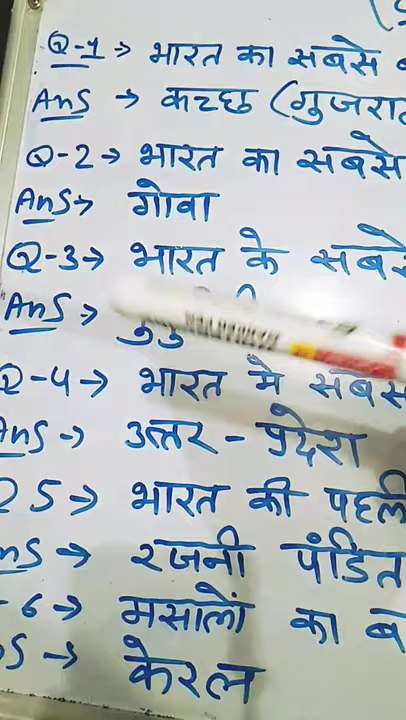 Q-1 → भारत का सबसे
Ans → कच्छ (गुजरात
Q-2 → भारत का सबसे
Ans → गोवा
Q-3 → भारत के सबसे
Ans →
Q-4 → भारत मे सबस
Ans → उत्तर - प्रदेश
Q 5 → भारत की पहली
Ans → रजनी पंडित
-6 → मसालों का ब
ns → केरल